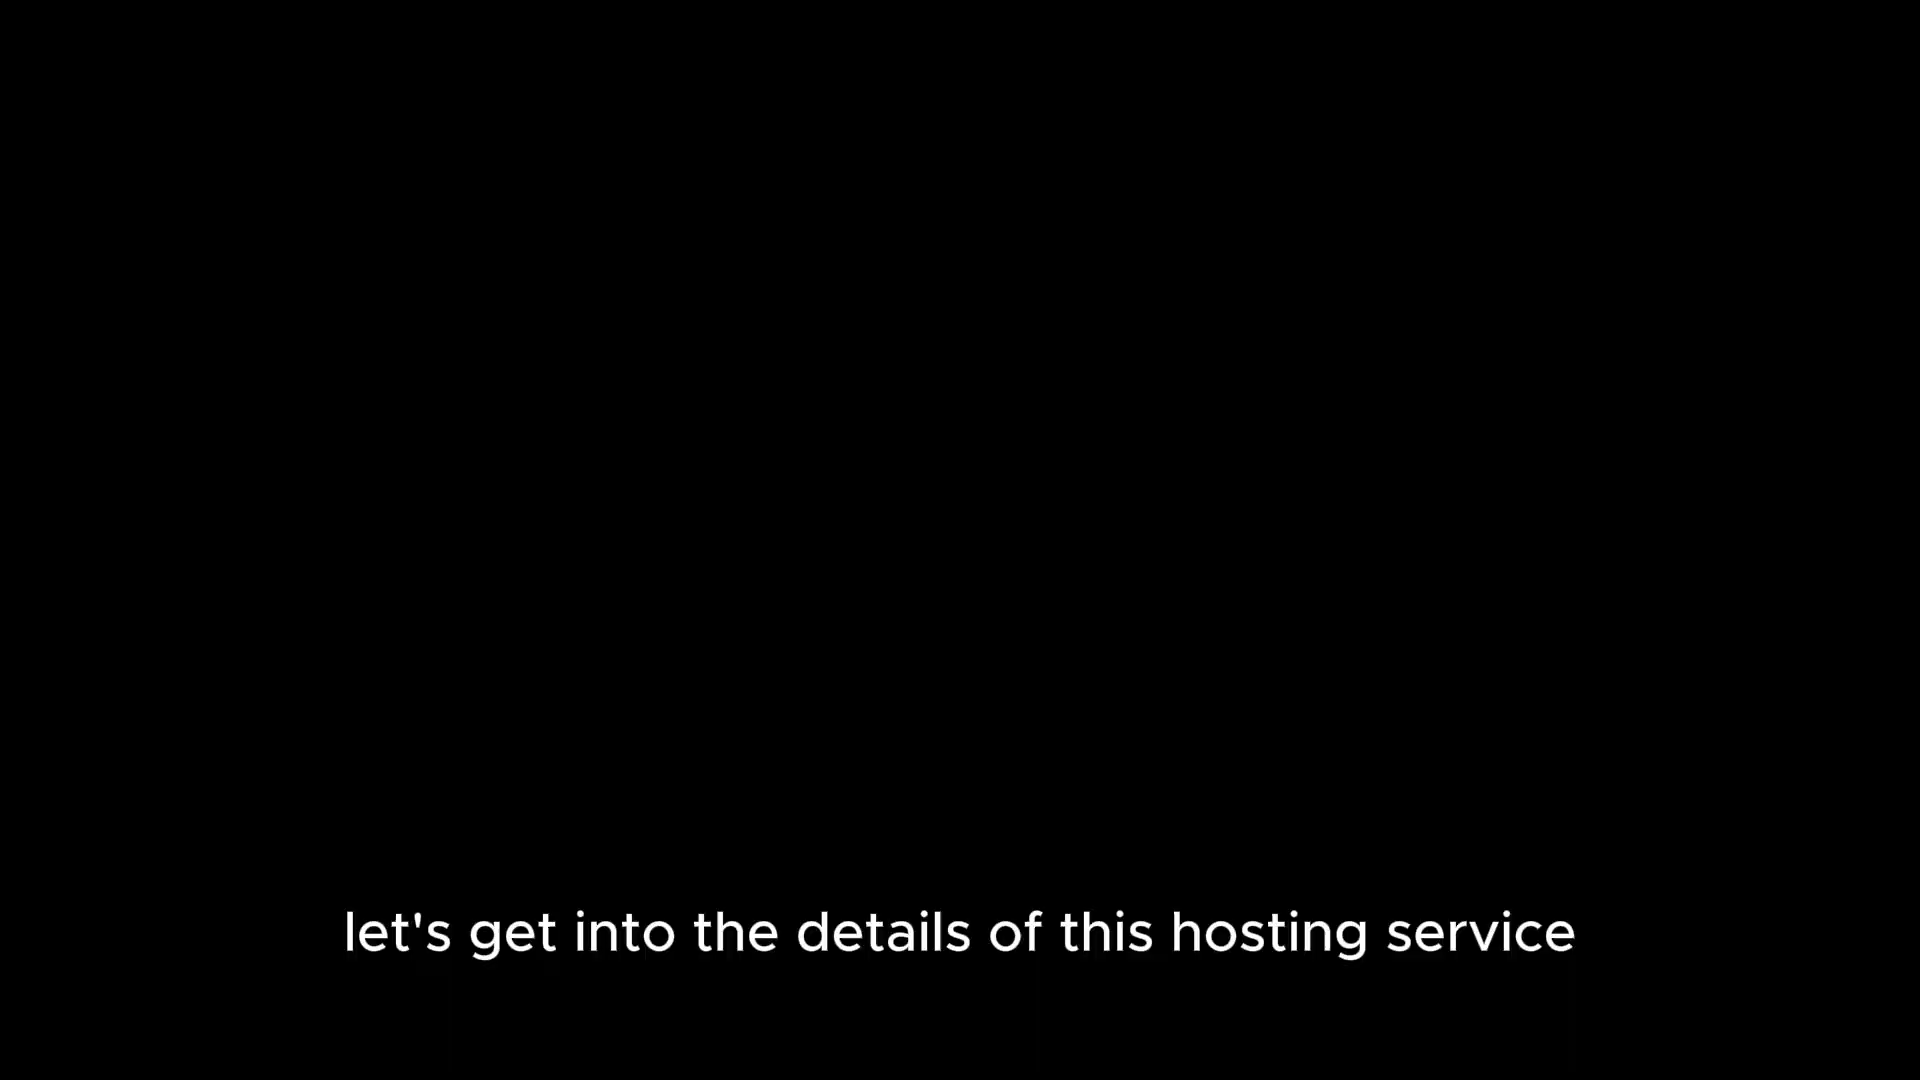 let's get into the details of this hosting service